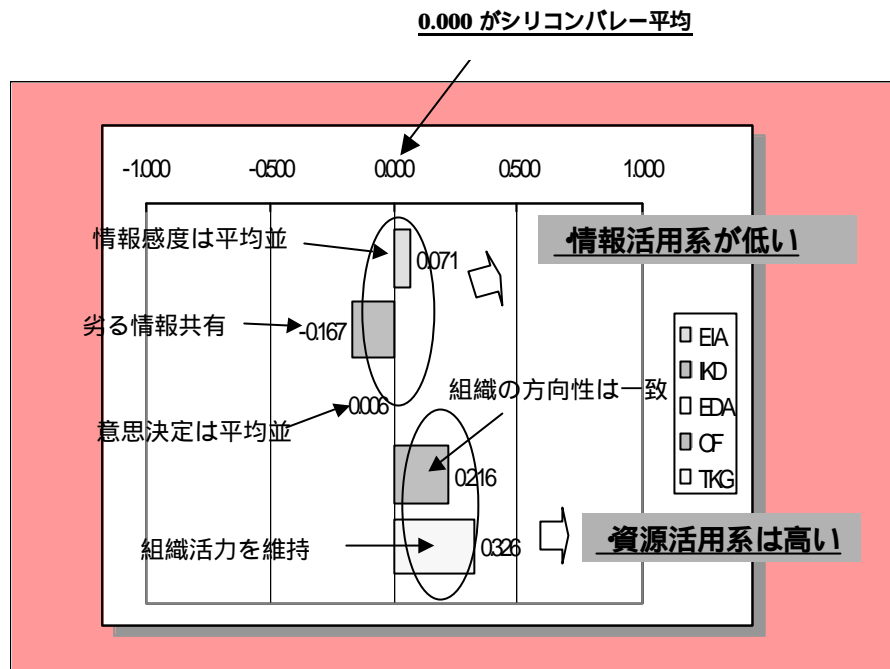 0.000 がシリコンバレー平均
-1.000 -0.500 0.000 0.500 1.000
情報感度は平均並
0.071
・情報活用系が低い
劣る情報共有
-0.167
EIA
IKD
EDA
OF
TKG
組織の方向性は一致
0.006
意思決定は平均並
0.216
組織活力を維持
0.326
・資源活用系は高い